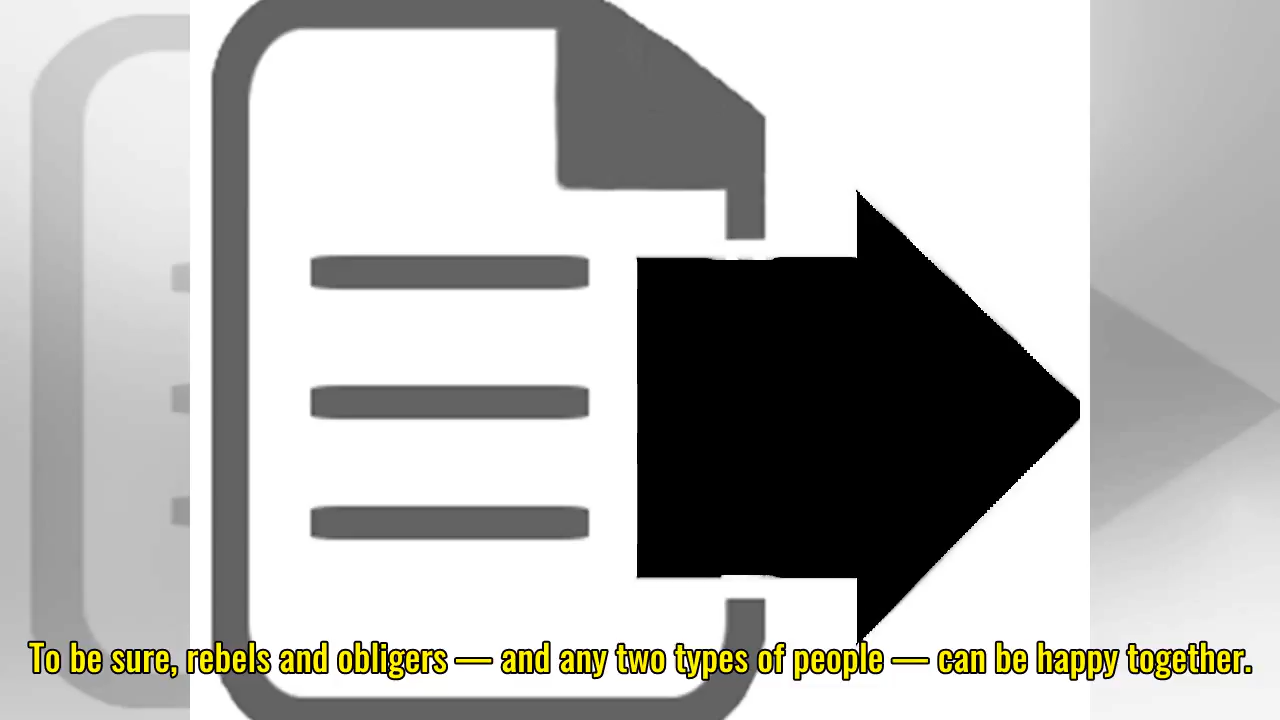 To be sure, rebels and obligers — and any two types of people — can be happy together.